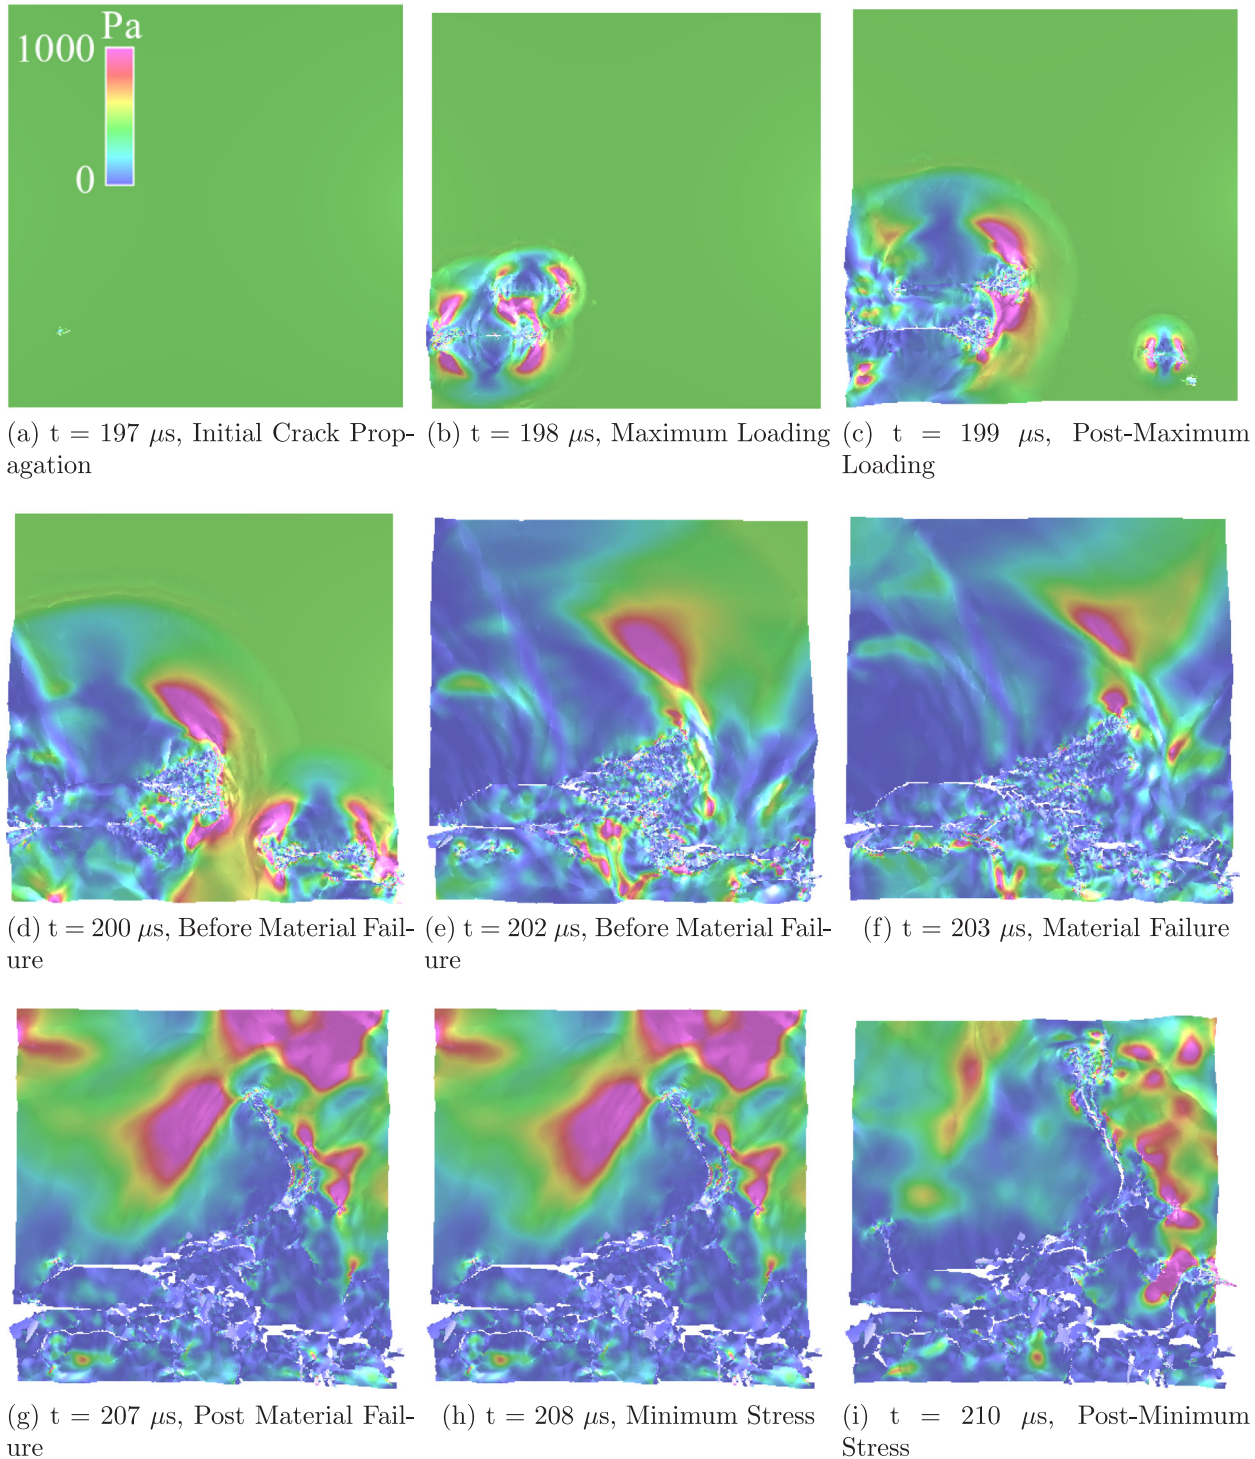 Pa
1000
0
(a) t = 197 μs, Initial Crack Prop-
agation
(b) t = 198 μs, Maximum Loading
(c) t = 199 μs, Post-Maximum
Loading
(d) t = 200 μs, Before Material Fail-
ure
(e) t = 202 μs, Before Material Fail-
ure
(f) t = 203 μs, Material Failure
(g) t = 207 μs, Post Material Fail-
ure
(h) t = 208 μs, Minimum Stress
(i) t = 210 μs, Post-Minimum
Stress